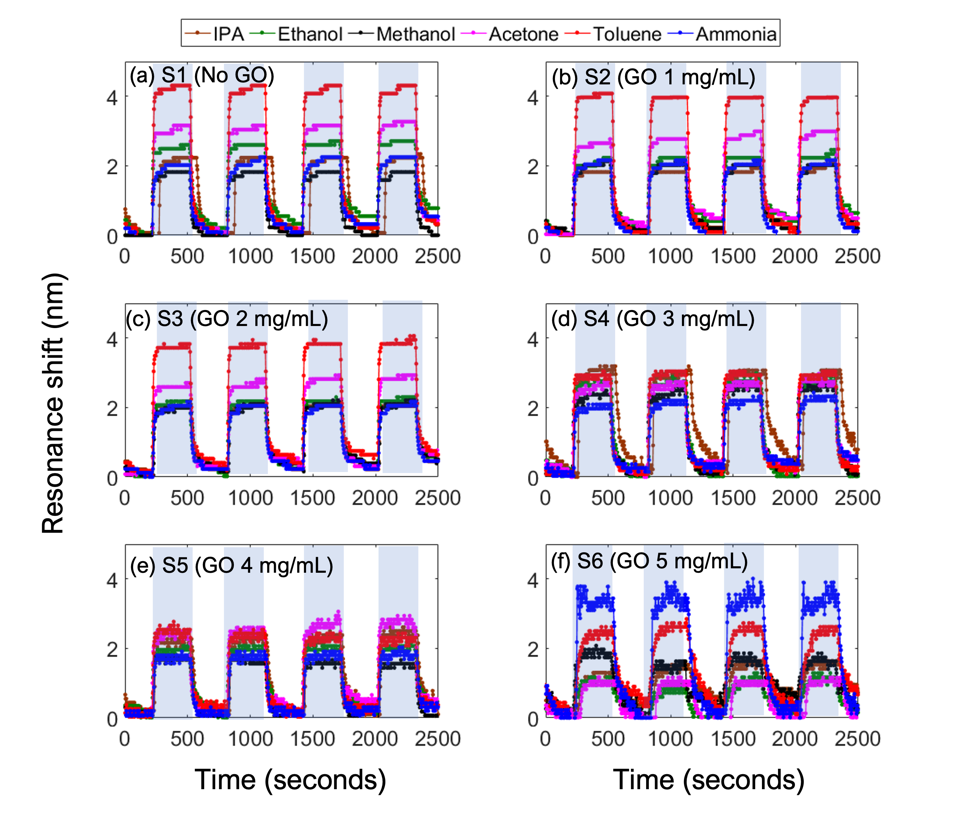 IPA Ethanol Methanol Acetone Toluene Ammonia
(a) S1 (No GO)
4
2
0
0 500 1000 1500 2000 2500
(b) S2 (GO 1 mg/mL)
4
2
0
0 500 1000 1500 2000 2500
Resonance shift (nm)
(c) S3 (GO 2 mg/mL)
4
2
0
0 500 1000 1500 2000 2500
(d) S4 (GO 3 mg/mL)
4
2
0
0 500 1000 1500 2000 2500
(e) S5 (GO 4 mg/mL)
4
2
0
0 500 1000 1500 2000 2500
Time (seconds)
(f) S6 (GO 5 mg/mL)
4
2
0
0 500 1000 1500 2000 2500
Time (seconds)